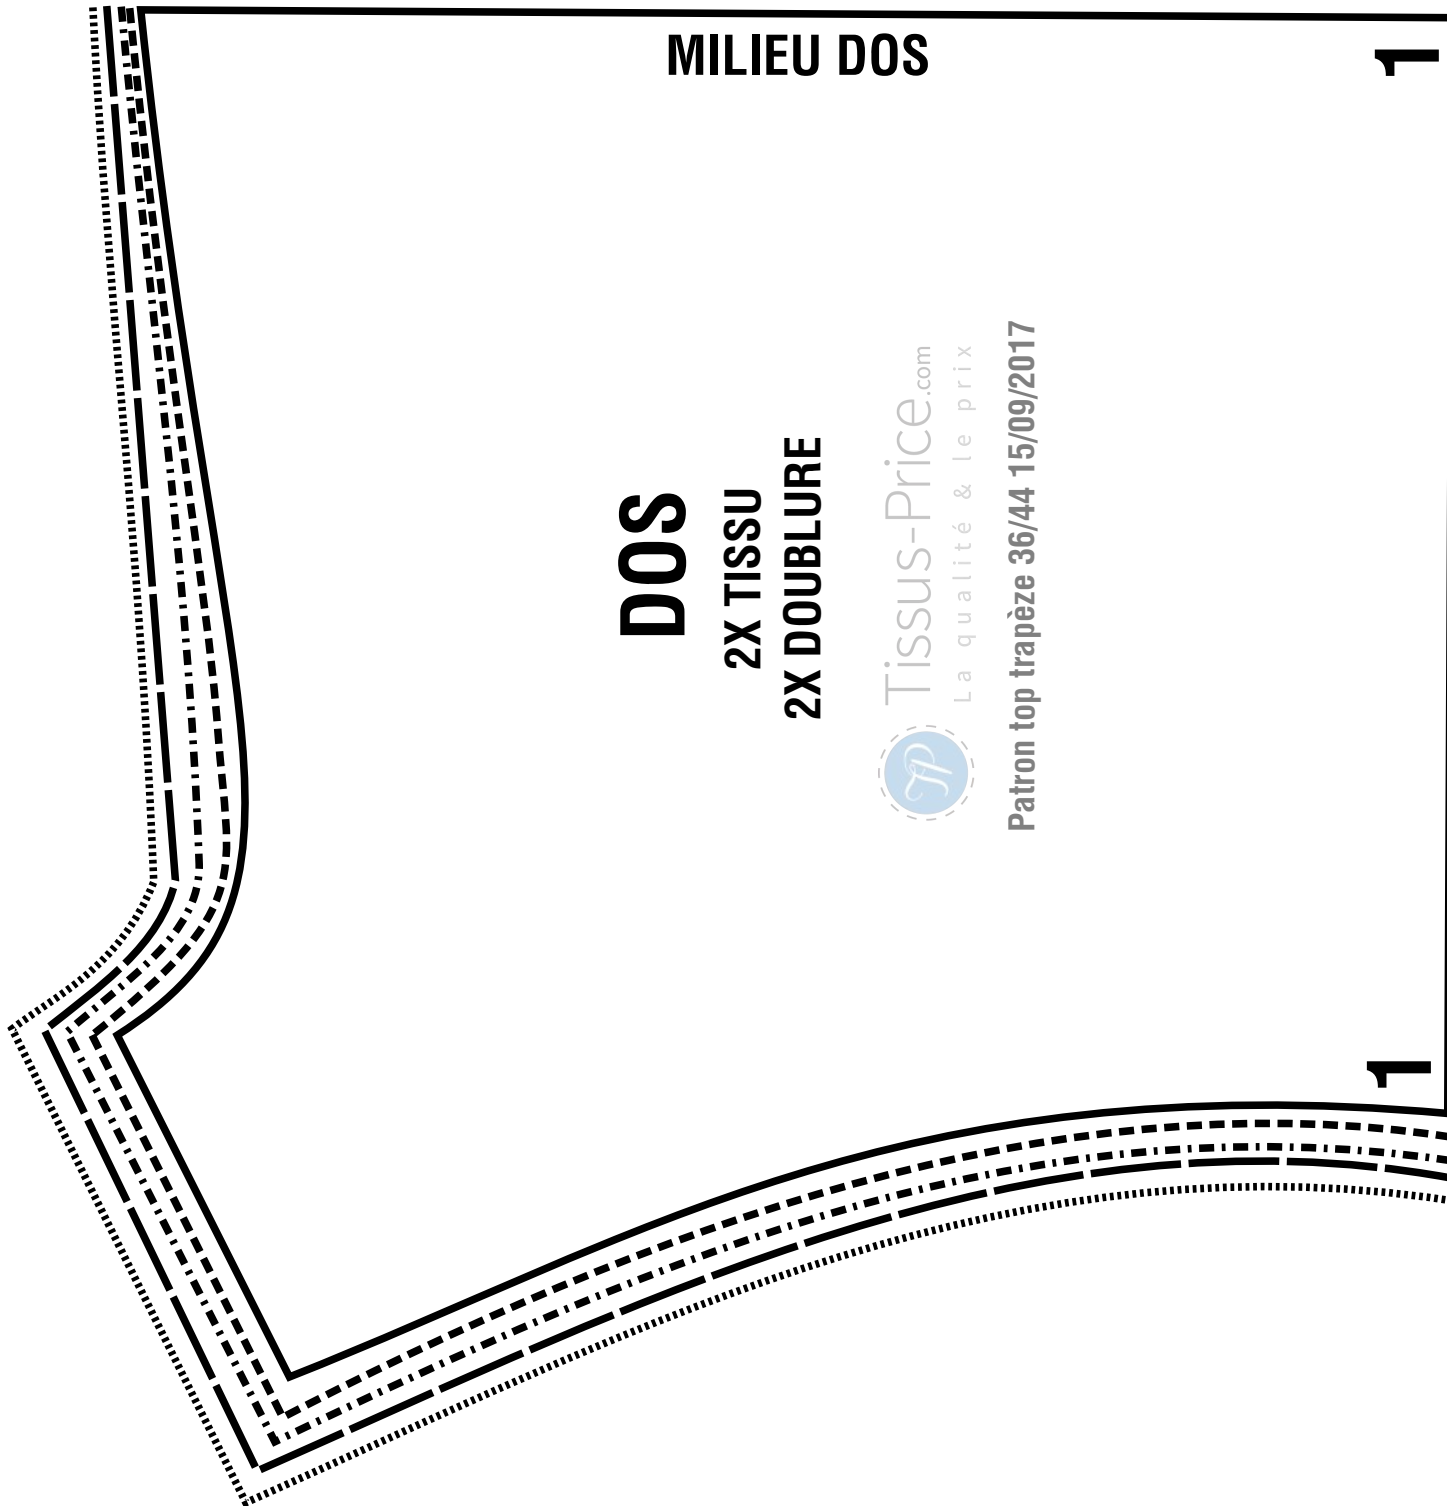 MILIEU DOS
1
DOS
2X TISSU
2X DOUBLURE
Tissus-Price.com
La qualité & le prix
Patron top trapèze 36/44 15/09/2017
1